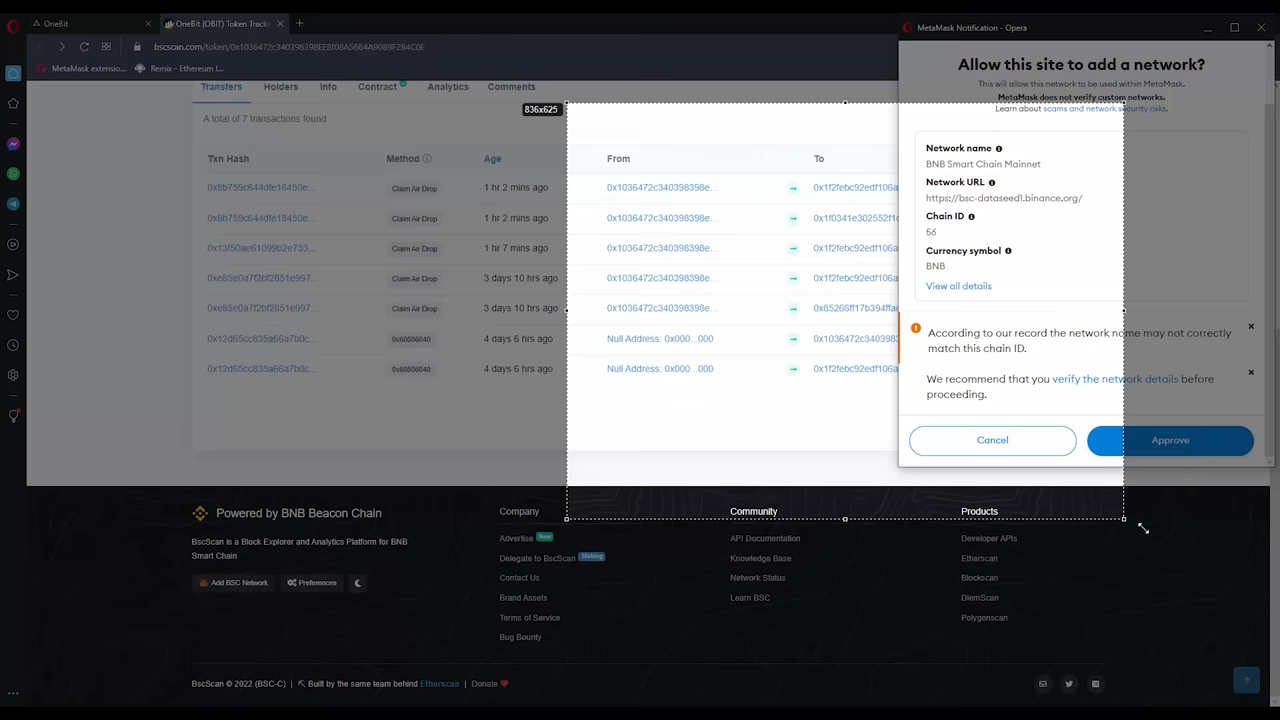 OneBit
OneBit (OBIT) Token Track
MetaMask Notification - Opera
bscscan.com/token/0x1036472c340398398EE8f08A5664A9089F284C0E
MetaMask extensio...
Remix - Ethereum I...
Transfers
Holders
Info
Contract
Analytics
Comments
A total of 7 transactions found
836x625
Txn Hash
Method
Age
From
To
0x8b759c644dfe18450e...
Claim Air Drop
1 hr 2 mins ago
0x1036472c340398398e...
0x1f2febc92edf106a
0x8b759c644dfe18450e...
Claim Air Drop
1 hr 2 mins ago
0x1036472c340398398e...
0x1f0341e302552f1c
0x13f50ae61099b2e733...
Claim Air Drop
1 hr 7 mins ago
0x1036472c340398398e...
0x1f2febc92edf106a
0xe85e0a7f2bf2851e997...
Claim Air Drop
3 days 10 hrs ago
0x1036472c340398398e...
0x1f2febc92edf106a
0xe85e0a7f2bf2851e997...
Claim Air Drop
3 days 10 hrs ago
0x1036472c340398398e...
0x85266ff17b394ffae
0x12d65cc835a66a7b0c...
0x60806040
4 days 6 hrs ago
Null Address: 0x000...000
0x1036472c340398
0x12d65cc835a66a7b0c...
0x60806040
4 days 6 hrs ago
Null Address: 0x000...000
0x1f2febc92edf106a
Allow this site to add a network?
This will allow this network to be used within MetaMask.
MetaMask does not verify custom networks.
Learn about scams and network security risks.
Network name
BNB Smart Chain Mainnet
Network URL
https://bsc-dataseed1.binance.org/
Chain ID
56
Currency symbol
BNB
View all details
According to our record the network name may not correctly
match this chain ID.
We recommend that you verify the network details before
proceeding.
Cancel
Approve
Powered by BNB Beacon Chain
BscScan is a Block Explorer and Analytics Platform for BNB
Smart Chain
Add BSC Network
Preferences
Company
Advertise New
Delegate to BscScan Staking
Contact Us
Brand Assets
Terms of Service
Bug Bounty
Community
API Documentation
Knowledge Base
Network Status
Learn BSC
Products
Developer APIs
Etherscan
Blockscan
DiemScan
Polygonscan
BscScan © 2022 (BSC-C) | Built by the same team behind Etherscan | Donate